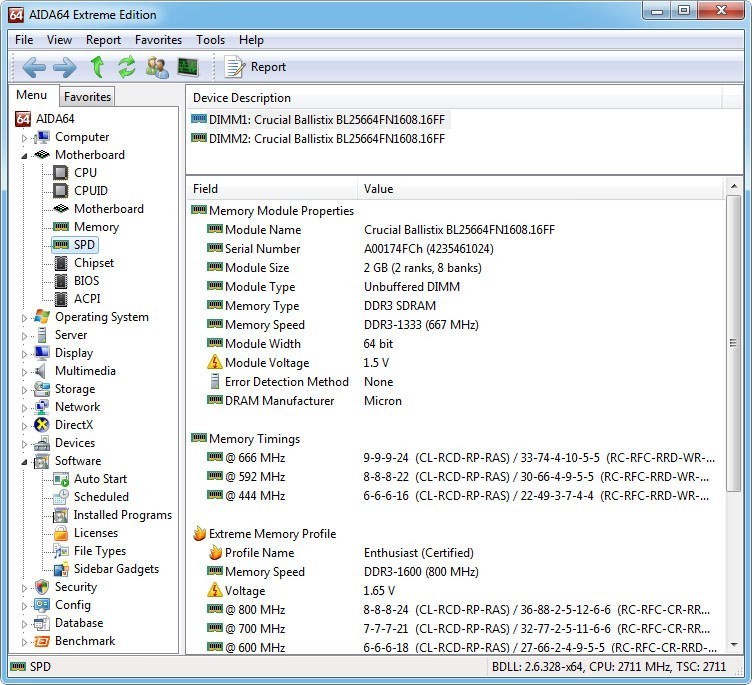 AIDA64 Extreme Edition
File View Report Favorites Tools Help
Report
Menu Favorites
AIDA64
Computer
Motherboard
CPU
CPUID
Motherboard
Memory
SPD
Chipset
BIOS
ACPI
Operating System
Server
Display
Multimedia
Storage
Network
DirectX
Devices
Software
Auto Start
Scheduled
Installed Programs
Licenses
File Types
Sidebar Gadgets
Security
Config
Database
Benchmark
Device Description
DIMM1: Crucial Ballistix BL25664FN1608.16FF
DIMM2: Crucial Ballistix BL25664FN1608.16FF
Field Value
Memory Module Properties
Module Name Crucial Ballistix BL25664FN1608.16FF
Serial Number A00174FCh (4235461024)
Module Size 2 GB (2 ranks, 8 banks)
Module Type Unbuffered DIMM
Memory Type DDR3 SDRAM
Memory Speed DDR3-1333 (667 MHz)
Module Width 64 bit
Module Voltage 1.5 V
Error Detection Method None
DRAM Manufacturer Micron
Memory Timings
@ 666 MHz 9-9-9-24 (CL-RCD-RP-RAS) / 33-74-4-10-5-5 (RC-RFC-RRD-WR-...
@ 592 MHz 8-8-8-22 (CL-RCD-RP-RAS) / 30-66-4-9-5-5 (RC-RFC-RRD-WR-...
@ 444 MHz 6-6-6-16 (CL-RCD-RP-RAS) / 22-49-3-7-4-4 (RC-RFC-RRD-WR-...
Extreme Memory Profile
Profile Name Enthusiast (Certified)
Memory Speed DDR3-1600 (800 MHz)
Voltage 1.65 V
@ 800 MHz 8-8-8-24 (CL-RCD-RP-RAS) / 36-88-2-5-12-6-6 (RC-RFC-CR-RR...
@ 700 MHz 7-7-7-21 (CL-RCD-RP-RAS) / 32-77-2-5-11-6-6 (RC-RFC-CR-RR...
@ 600 MHz 6-6-6-18 (CL-RCD-RP-RAS) / 27-66-2-4-9-5-5 (RC-RFC-CR-RRD...
SPD
BDLL: 2.6.328-x64, CPU: 2711 MHz, TSC: 2711